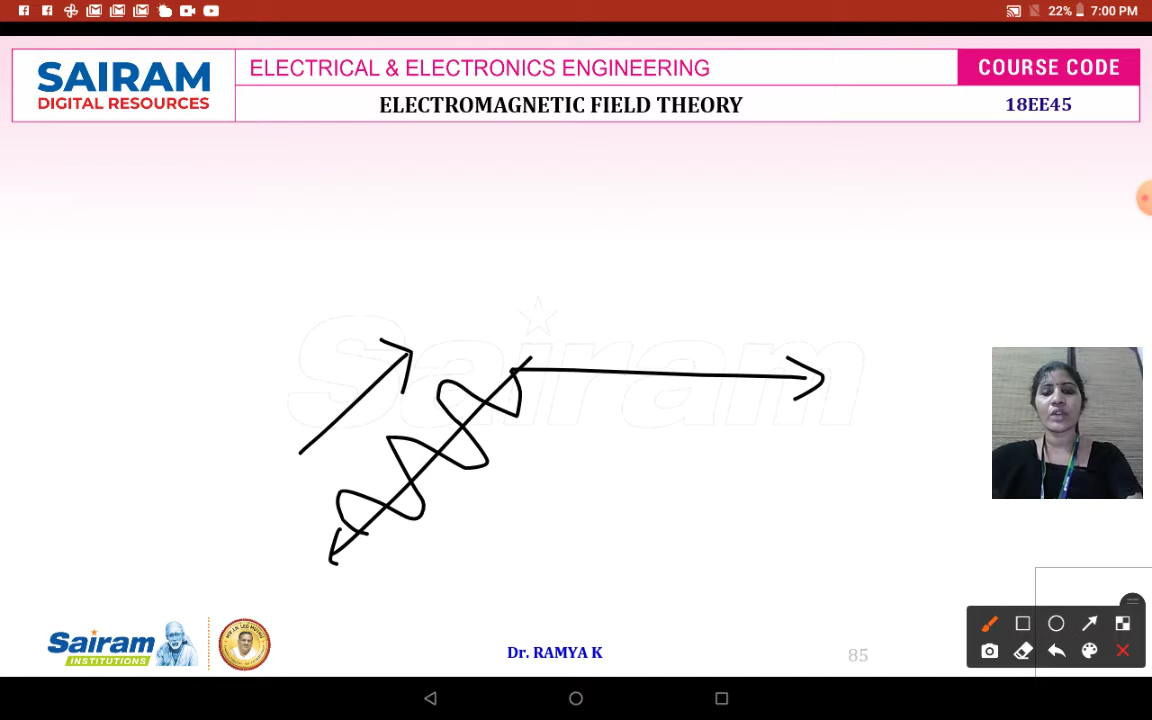 22% 7:00 PM
SAIRAM
DIGITAL RESOURCES
ELECTRICAL & ELECTRONICS ENGINEERING
COURSE CODE
ELECTROMAGNETIC FIELD THEORY
18EE45
Sairam
Sairam
INSTITUTIONS
Dr. RAMYA K
85